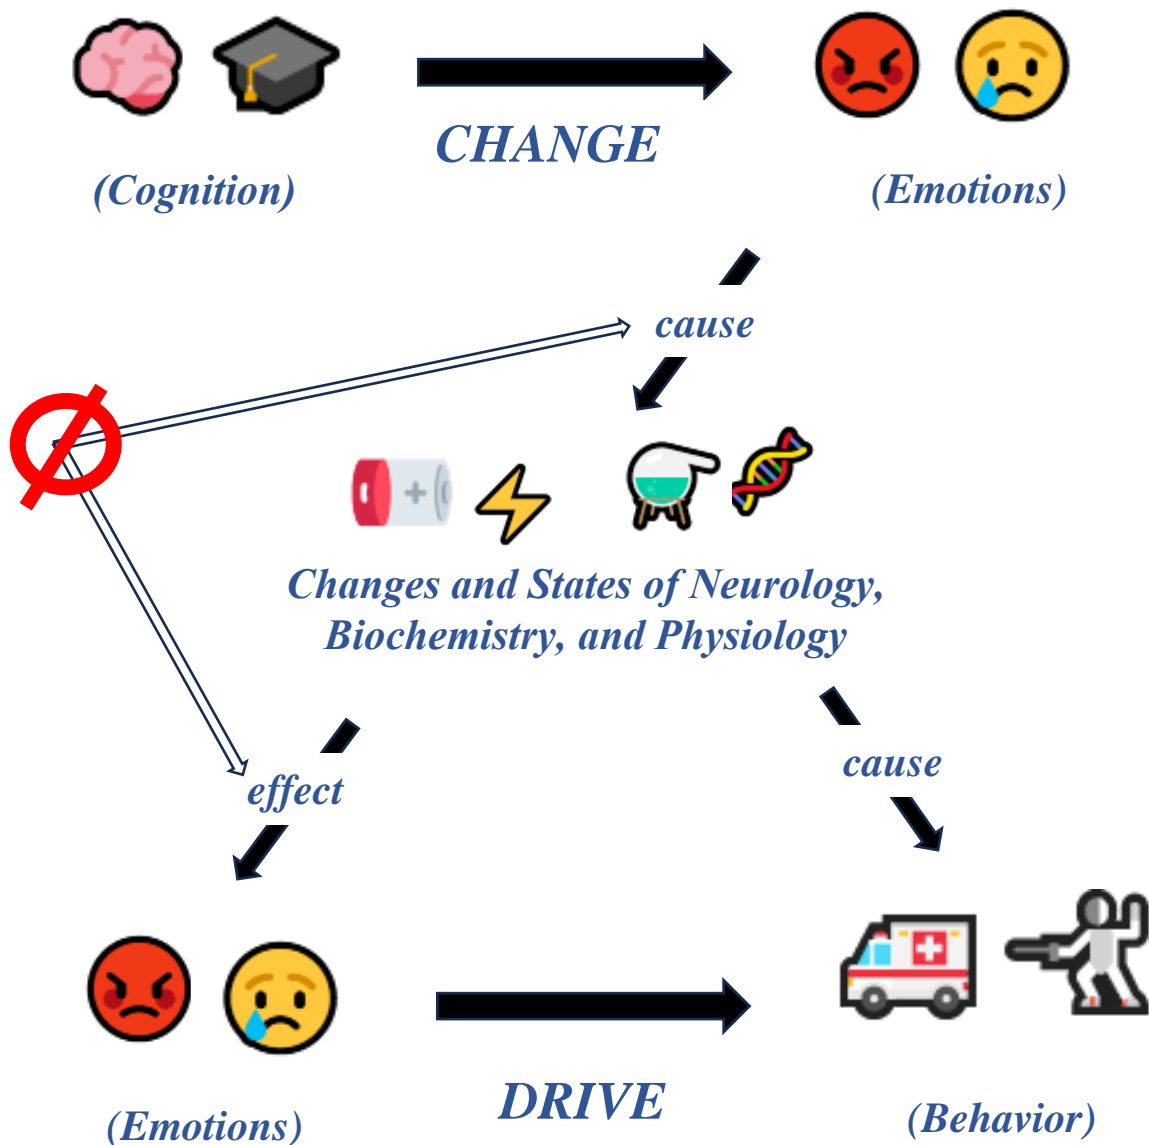 CHANGE
(Cognition)
(Emotions)
cause
Changes and States of Neurology,
Biochemistry, and Physiology
effect
cause
DRIVE
(Emotions)
(Behavior)